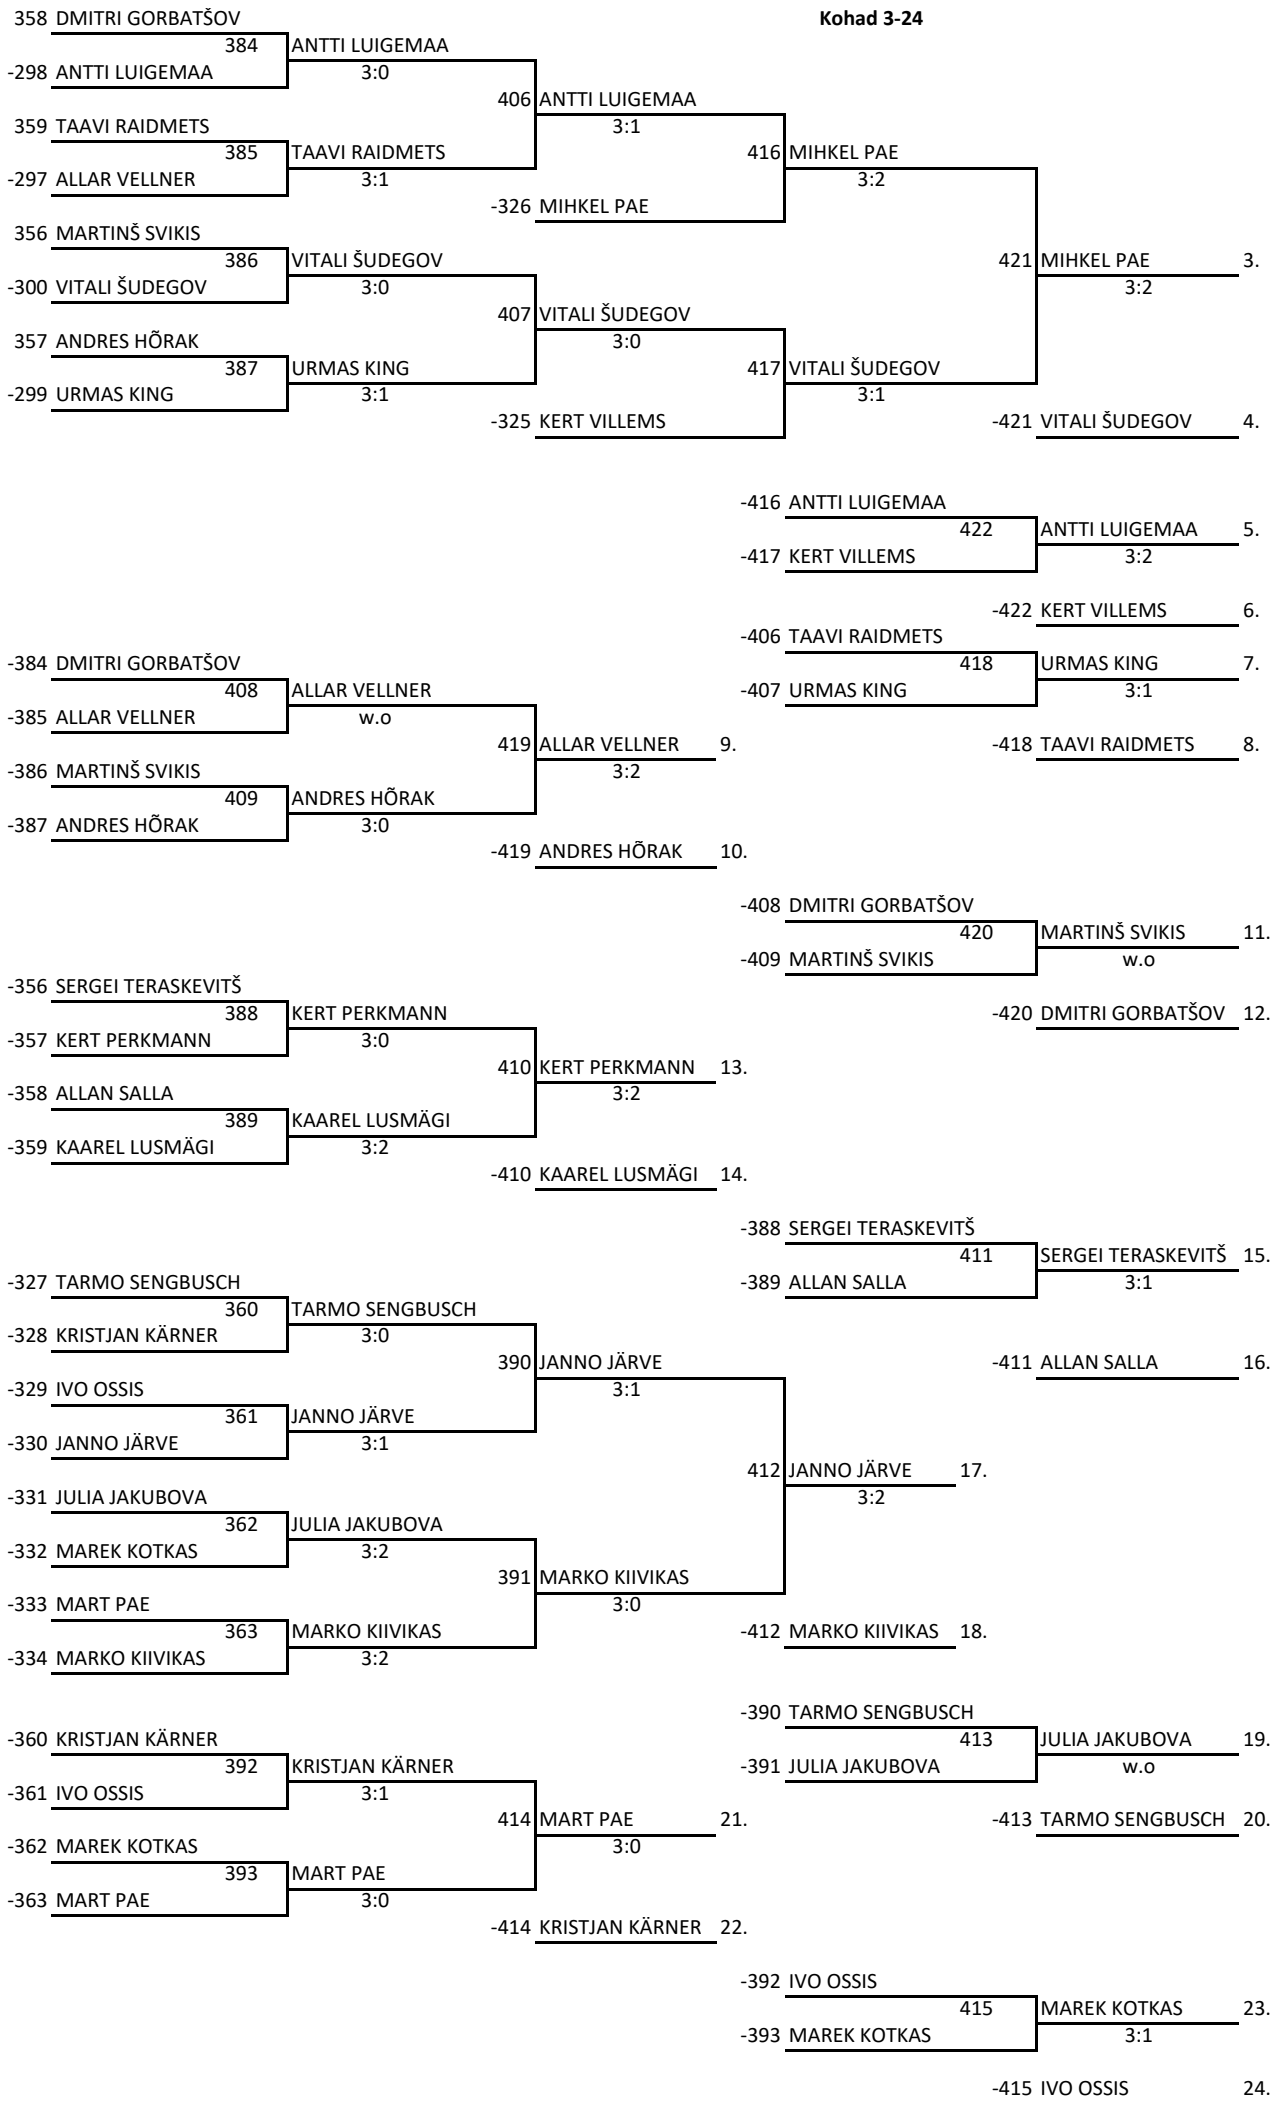 358 DMITRI GORBATŠOV Kohad 3-24
384 ANTTI LUIGEMAA
-298 ANTTI LUIGEMAA 3:0
406 ANTTI LUIGEMAA
359 TAAVI RAIDMETS 3:1
385 TAAVI RAIDMETS 416 MIHKEL PAE
-297 ALLAR VELLNER 3:1 3:2
-326 MIHKEL PAE
356 MARTINŠ SVIKIS
386 VITALI ŠUDEGOV 421 MIHKEL PAE 3.
-300 VITALI ŠUDEGOV 3:0 3:2
407 VITALI ŠUDEGOV
357 ANDRES HÕRAK 3:0
387 URMAS KING 417 VITALI ŠUDEGOV
-299 URMAS KING 3:1 3:1
-325 KERT VILLEMS -421 VITALI ŠUDEGOV 4.
-416 ANTTI LUIGEMAA
422 ANTTI LUIGEMAA 5.
-417 KERT VILLEMS 3:2
-422 KERT VILLEMS 6.
-406 TAAVI RAIDMETS
-384 DMITRI GORBATŠOV 418 URMAS KING 7.
408 ALLAR VELLNER -407 URMAS KING 3:1
-385 ALLAR VELLNER w.o
419 ALLAR VELLNER 9. -418 TAAVI RAIDMETS 8.
-386 MARTINŠ SVIKIS 3:2
409 ANDRES HÕRAK
-387 ANDRES HÕRAK 3:0
-419 ANDRES HÕRAK 10.
-408 DMITRI GORBATŠOV
420 MARTINŠ SVIKIS 11.
-409 MARTINŠ SVIKIS w.o
-356 SERGEI TERASKEVITŠ
388 KERT PERKMANN -420 DMITRI GORBATŠOV 12.
-357 KERT PERKMANN 3:0
410 KERT PERKMANN 13.
-358 ALLAN SALLA 3:2
389 KAAREL LUSMÄGI
-359 KAAREL LUSMÄGI 3:2
-410 KAAREL LUSMÄGI 14.
-388 SERGEI TERASKEVITŠ
411 SERGEI TERASKEVITŠ 15.
-327 TARMO SENGBUSCH -389 ALLAN SALLA 3:1
360 TARMO SENGBUSCH
-328 KRISTJAN KÄRNER 3:0
390 JANNO JÄRVE -411 ALLAN SALLA 16.
-329 IVO OSSIS 3:1
361 JANNO JÄRVE
-330 JANNO JÄRVE 3:1
412 JANNO JÄRVE 17.
-331 JULIA JAKUBOVA 3:2
362 JULIA JAKUBOVA
-332 MAREK KOTKAS 3:2
391 MARKO KIIVIKAS
-333 MART PAE 3:0
363 MARKO KIIVIKAS -412 MARKO KIIVIKAS 18.
-334 MARKO KIIVIKAS 3:2
-390 TARMO SENGBUSCH
-360 KRISTJAN KÄRNER 413 JULIA JAKUBOVA 19.
392 KRISTJAN KÄRNER -391 JULIA JAKUBOVA w.o
-361 IVO OSSIS 3:1
414 MART PAE 21. -413 TARMO SENGBUSCH 20.
-362 MAREK KOTKAS 3:0
393 MART PAE
-363 MART PAE 3:0
-414 KRISTJAN KÄRNER 22.
-392 IVO OSSIS
415 MAREK KOTKAS 23.
-393 MAREK KOTKAS 3:1
-415 IVO OSSIS 24.